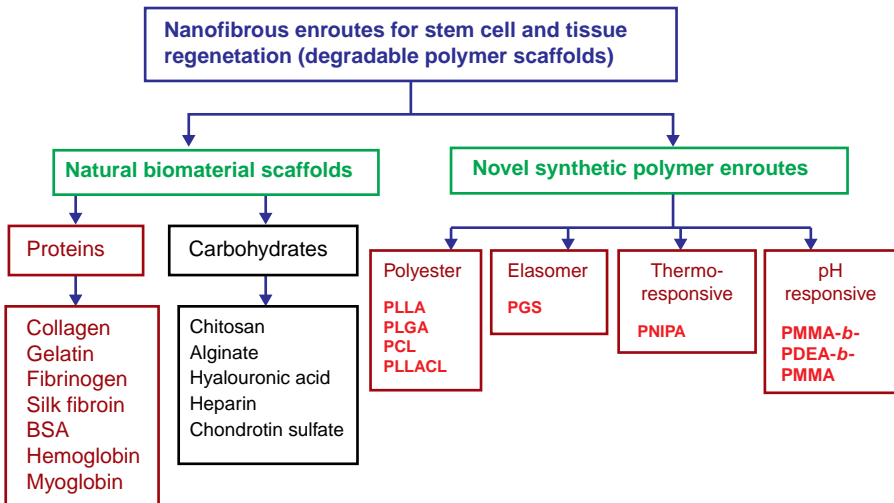 Nanofibrous enroutes for stem cell and tissue
regenetation (degradable polymer scaffolds)
Natural biomaterial scaffolds
Novel synthetic polymer enroutes
Proteins
Carbohydrates
Collagen
Gelatin
Fibrinogen
Silk fibroin
BSA
Hemoglobin
Myoglobin
Chitosan
Alginate
Hyalouronic acid
Heparin
Chondrotin sulfate
Polyester
PLLA
PLGA
PCL
PLLACL
Elasomer
PGS
Thermo-
responsive
PNIPA
pH
responsive
PMMA-b-
PDEA-b-
PMMA